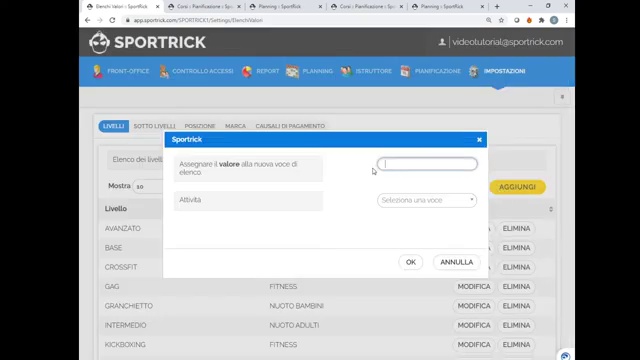 Elenchi Valori - Sportrick
Corsi :: Pianificazione :: Sport
Planning :: Sportrick
Corsi :: Pianificazione :: Sport
Planning :: Sportrick
app.sportrick.com/SPORTRICK1/Settings/ElenchiValori
SPORTRICK
videotutorial@sportrick.com
FRONT-OFFICE CONTROLLO ACCESSI REPORT PLANNING ISTRUTTORE PIANIFICAZIONE IMPOSTAZIONI
LIVELLI SOTTO LIVELLI POSIZIONE MARCA CAUSALI DI PAGAMENTO
Sportrick
Elenco dei livel
Assegnare il valore alla nuova voce di
elenco.
Mostra 10
AGGIUNGI
Attività
Seleziona una voce
Livello
AVANZATO ELIMINA
BASE ELIMINA
OK ANNULLA
CROSSFIT ELIMINA
GAG FITNESS MODIFICA ELIMINA
GRANCHIETTO NUOTO BAMBINI MODIFICA ELIMINA
INTERMEDIO NUOTO ADULTI MODIFICA ELIMINA
KICKBOXING FITNESS MODIFICA ELIMINA